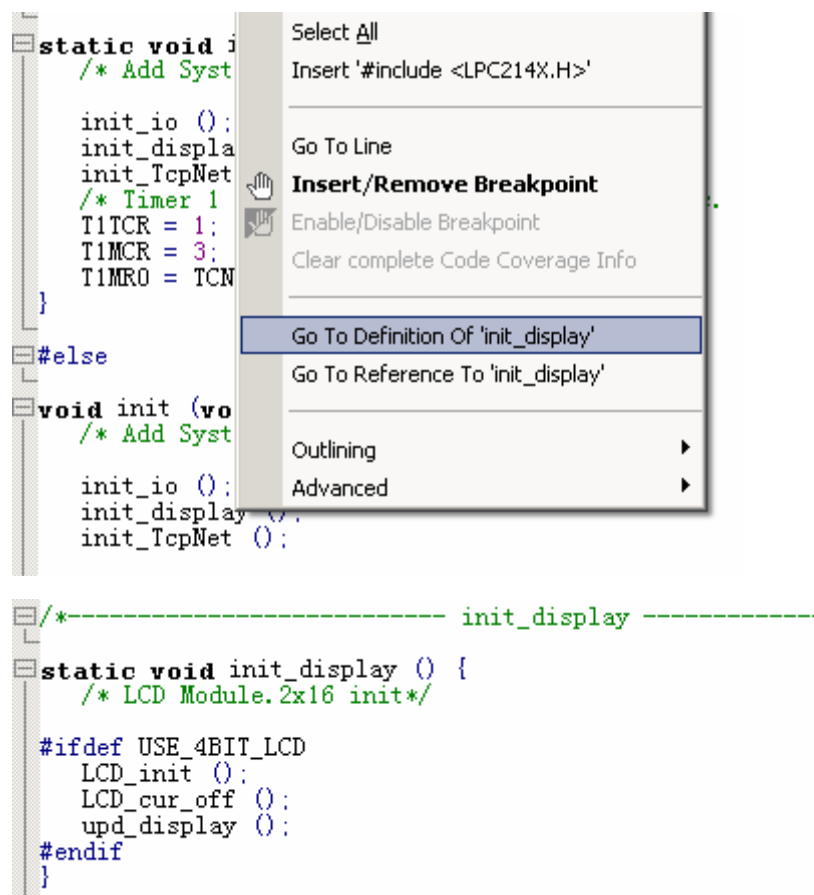 static void i
/* Add Syst
init_io ();
init_displa
init_TcpNet
/* Timer 1
T1TCR = 1;
T1MCR = 3;
T1MR0 = TCN
}
#else
void init (vo
/* Add Syst
init_io ();
init_display ();
init_TcpNet ();
Select All
Insert '#include <LPC214X.H>'
Go To Line
Insert/Remove Breakpoint
Enable/Disable Breakpoint
Clear complete Code Coverage Info
Go To Definition Of 'init_display'
Go To Reference To 'init_display'
Outlining
Advanced
/*--------------------------- init_display ------------
static void init_display () {
/* LCD Module.2x16 init*/
#ifdef USE_4BIT_LCD
LCD_init ();
LCD_cur_off ();
upd_display ();
#endif
}